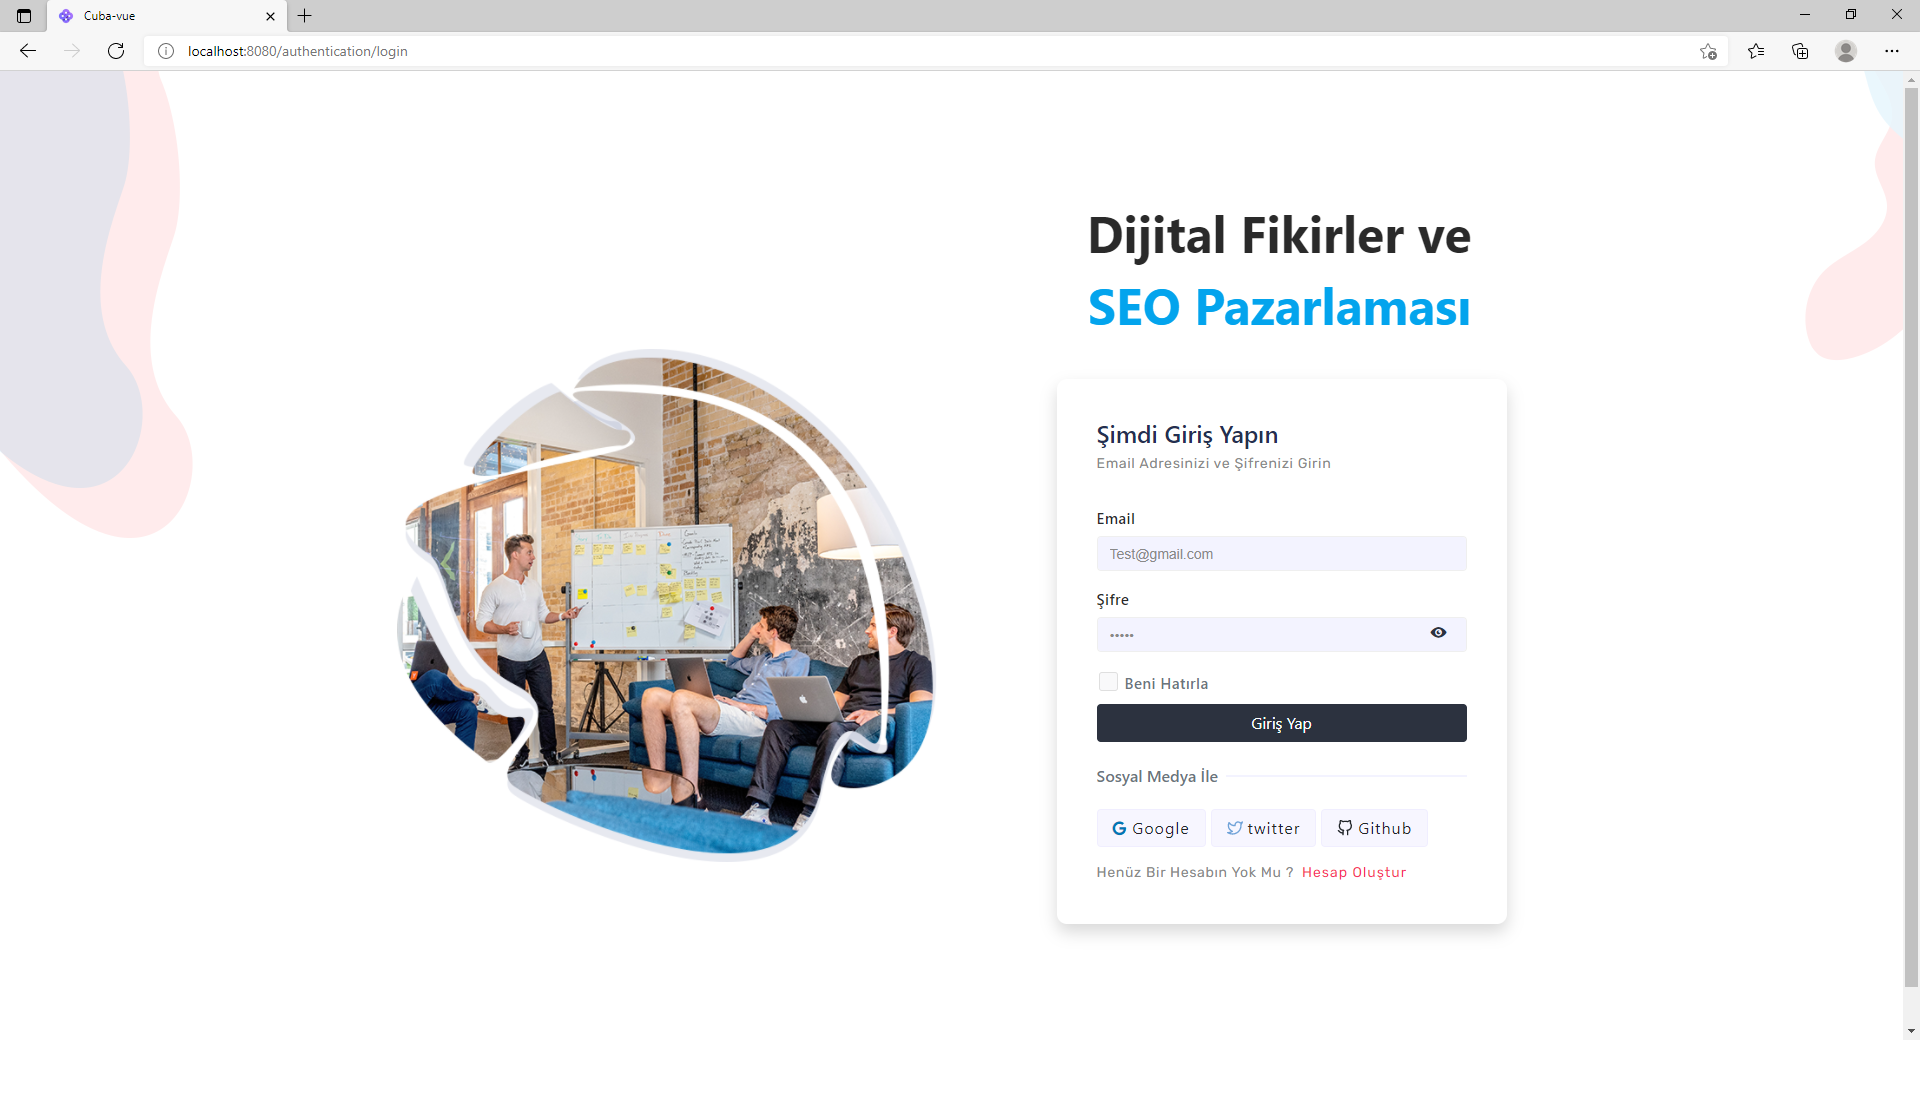 Cuba-vue
localhost:8080/authentication/login
Dijital Fikirler ve
SEO Pazarlaması
Şimdi Giriş Yapın
Email Adresinizi ve Şifrenizi Girin
Email
Test@gmail.com
Şifre
Beni Hatırla
Giriş Yap
Sosyal Medya İle
Google
twitter
Github
Henüz Bir Hesabın Yok Mu ? Hesap Oluştur